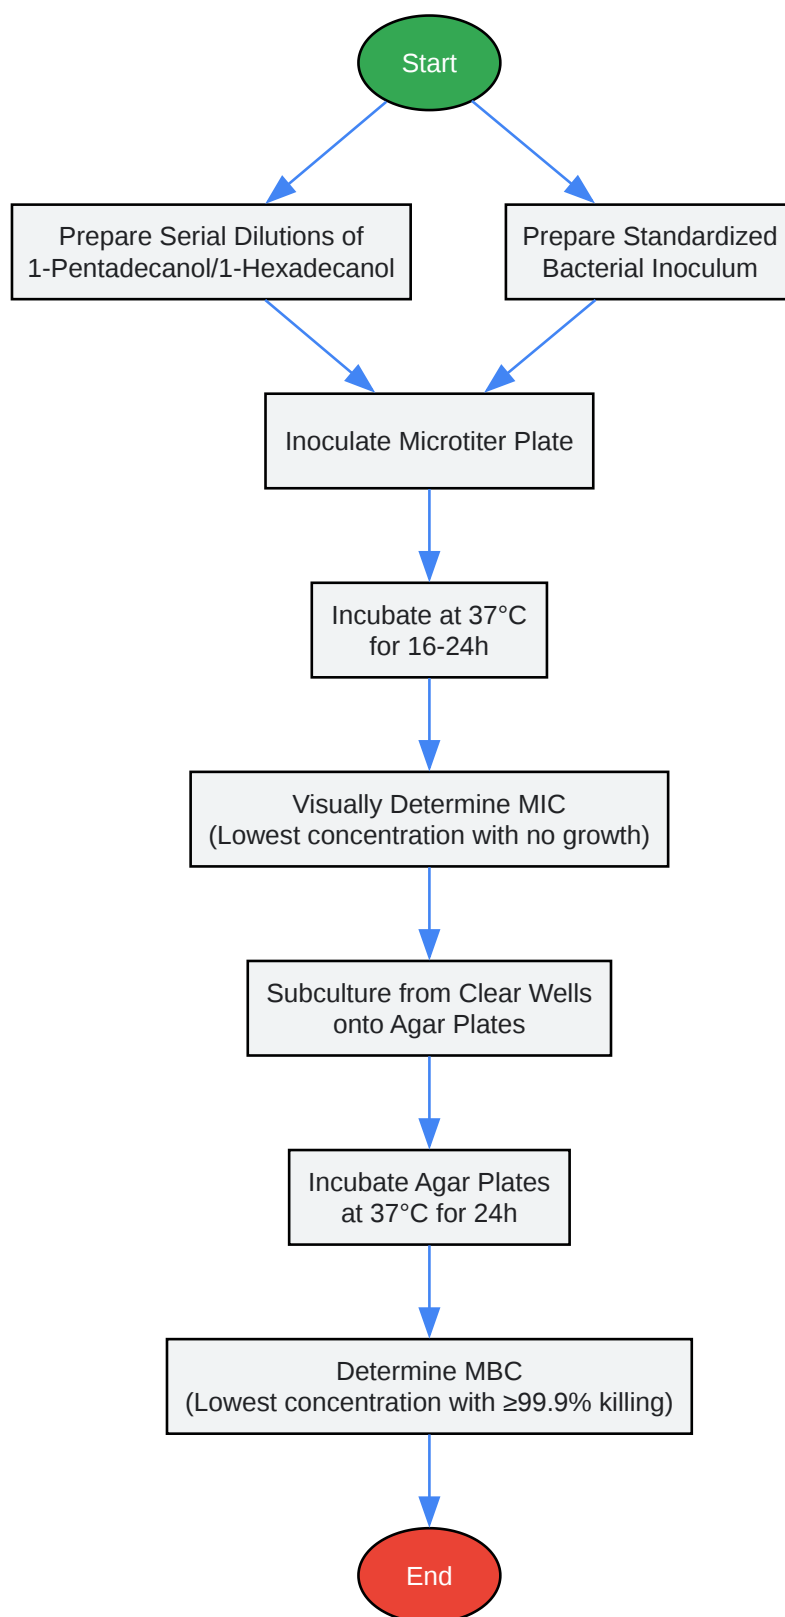 Start
Prepare Serial Dilutions of
1-Pentadecanol/1-Hexadecanol
Prepare Standardized
Bacterial Inoculum
Inoculate Microtiter Plate
Incubate at 37°C
for 16-24h
Visually Determine MIC
(Lowest concentration with no growth)
Subculture from Clear Wells
onto Agar Plates
Incubate Agar Plates
at 37°C for 24h
Determine MBC
(Lowest concentration with ≥99.9% killing)
End